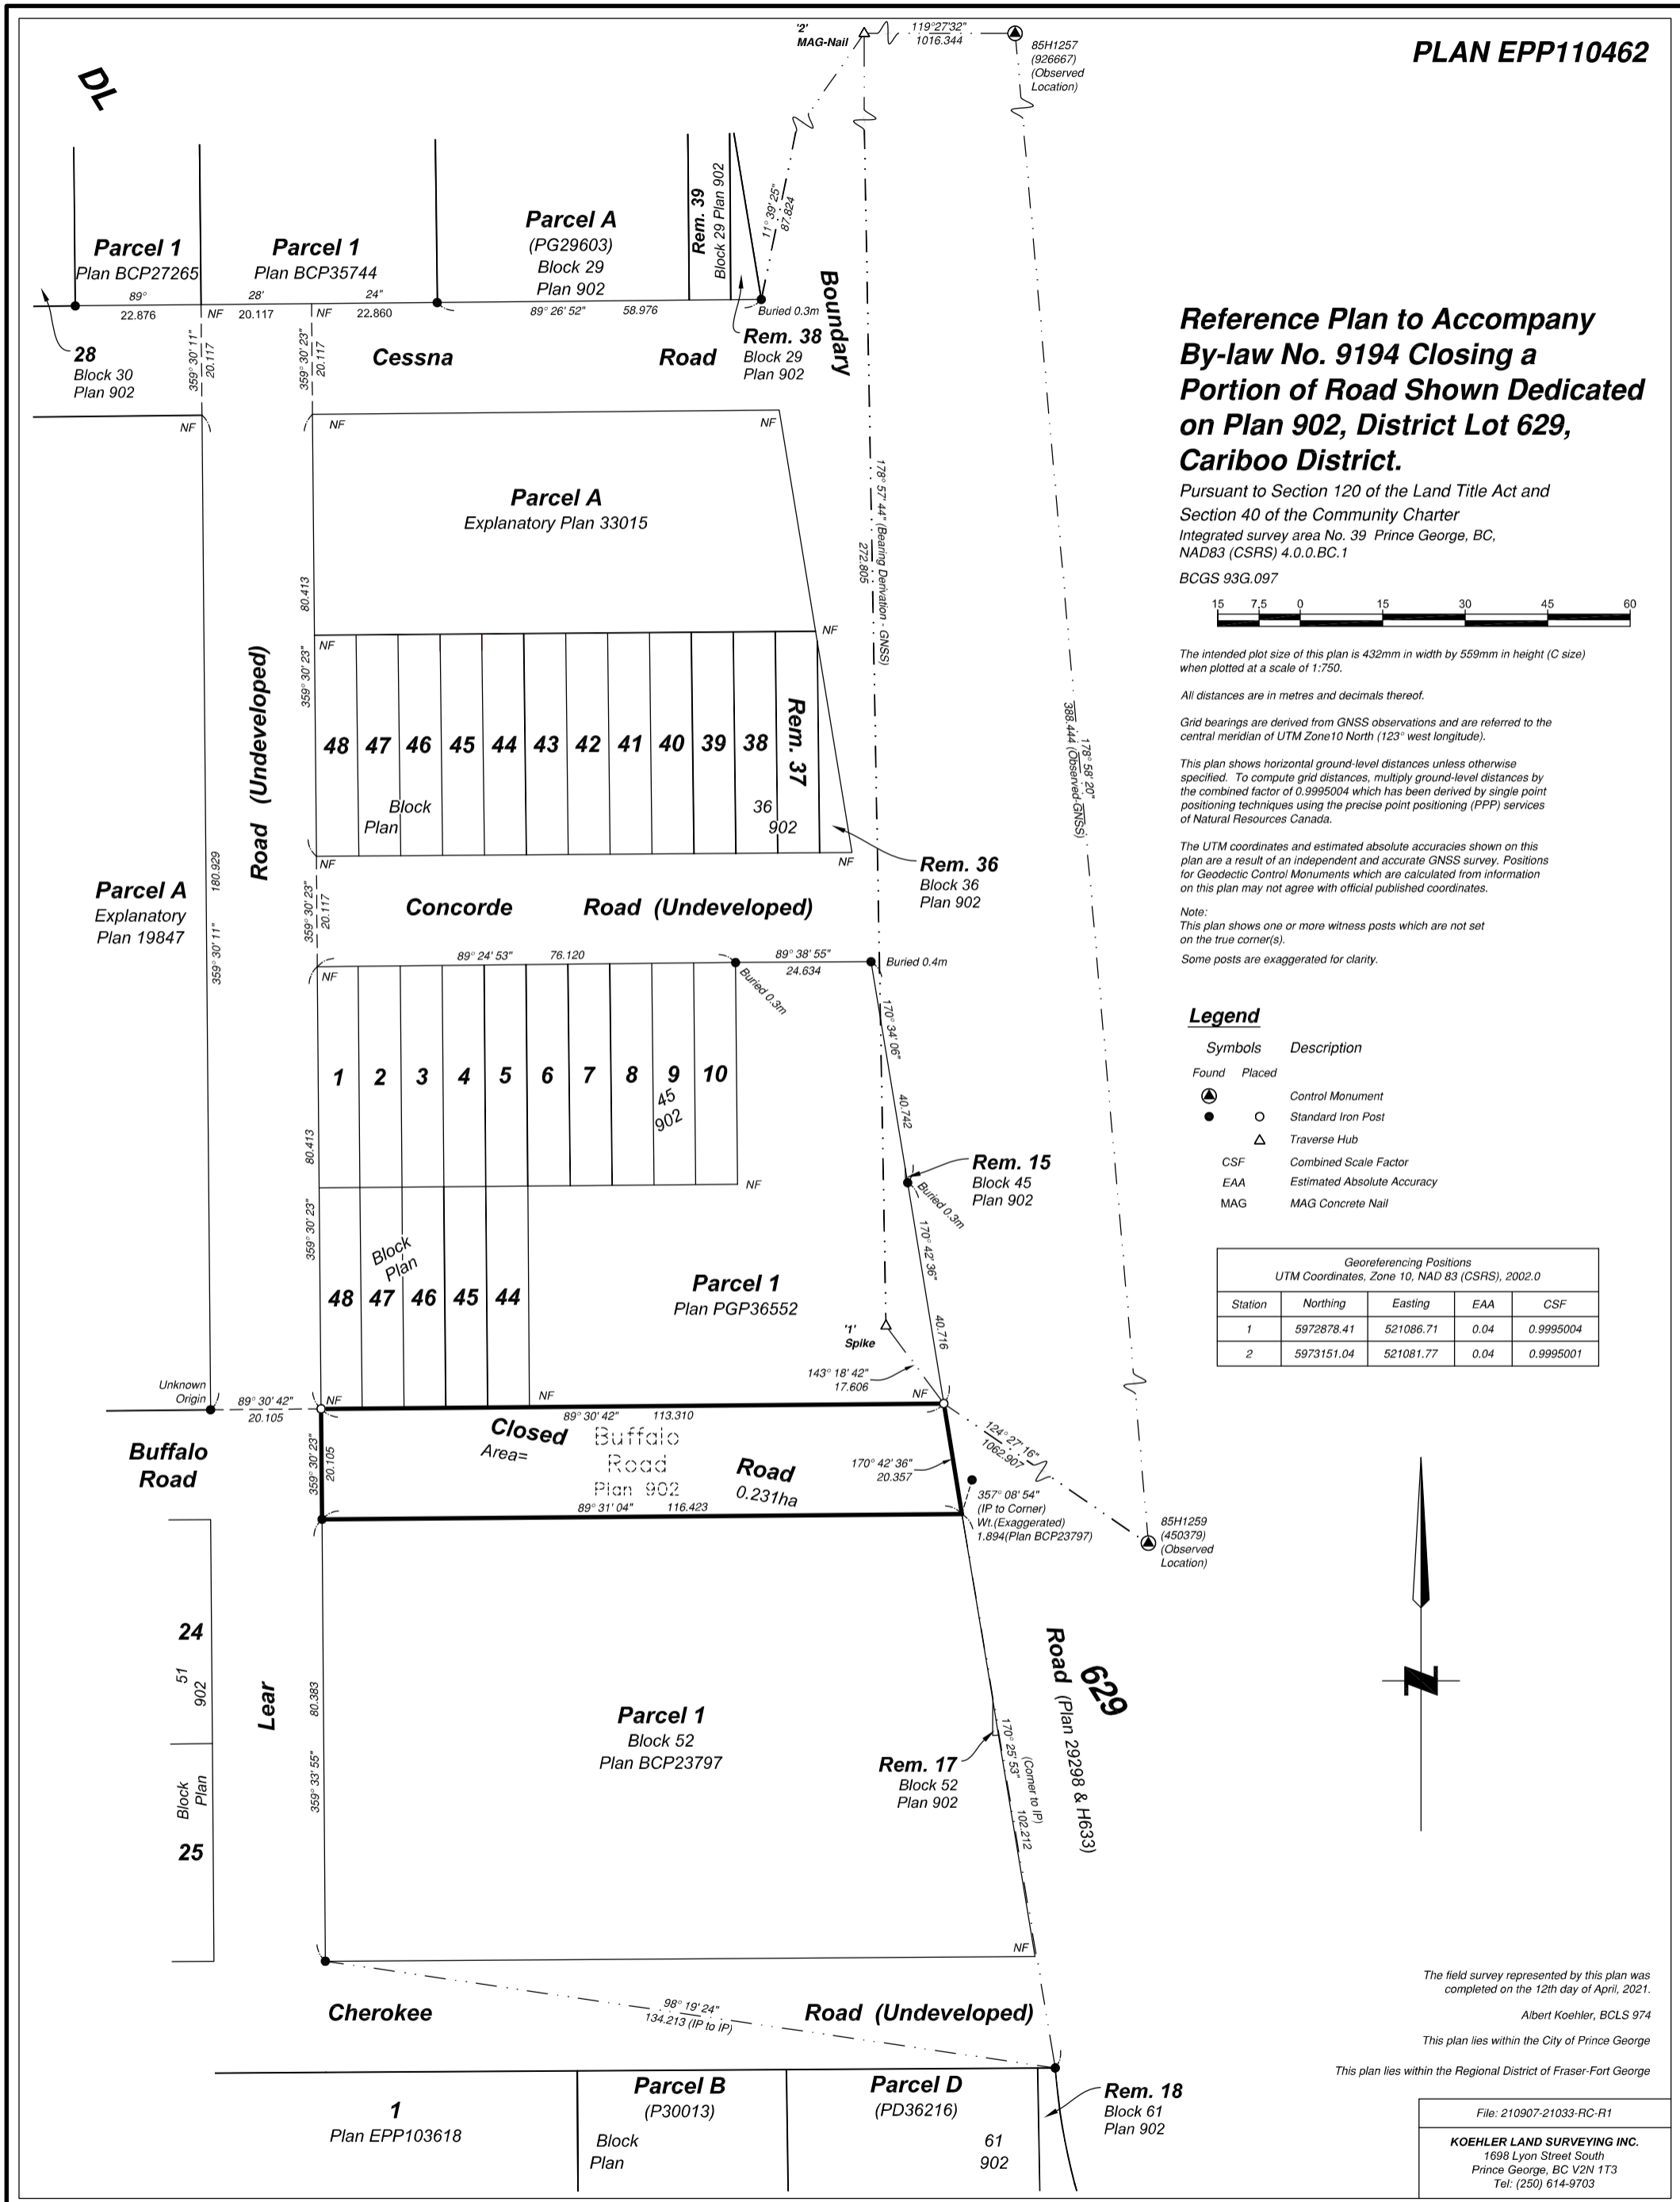 PLAN EPP110462
DL
'2'
MAG-Nail
119°27'32"
1016.344
85H1257
(926667)
(Observed
Location)
Parcel 1
Plan BCP27265
Parcel 1
Plan BCP35744
Parcel A
(PG29603)
Block 29
Plan 902
Rem. 39
Block 29 Plan 902
11° 39' 25"
87.824
89°
28'
24"
22.876
NF
20.117
NF
22.860
89° 26' 52"
58.976
Buried 0.3m
28
Block 30
Plan 902
359° 30' 11"
20.117
359° 30' 23"
20.117
Cessna
Road
Rem. 38
Block 29
Plan 902
Boundary
NF
NF
NF
Parcel A
Explanatory Plan 33015
178° 57' 44" (Bearing Derivation - GNSS)
272.805
80.413
359° 30' 23"
NF
NF
Road (Undeveloped)
48
47
46
45
44
43
42
41
40
39
38
Rem. 37
Block
36
Plan
902
NF
NF
178° 58' 20"
388.444 (Observed-GNSS)
Rem. 36
Block 36
Plan 902
Parcel A
Explanatory
Plan 19847
180.929
359° 30' 11"
359° 30' 23"
20.117
Concorde
Road (Undeveloped)
89° 24' 53"
76.120
89° 38' 55"
24.634
Buried 0.4m
Buried 0.3m
NF
170° 34' 06"
40.742
1
2
3
4
5
6
7
8
9
10
45
902
80.413
359° 30' 23"
NF
Rem. 15
Block 45
Plan 902
Buried 0.3m
170° 42' 36"
40.716
Block
Plan
48
47
46
45
44
Parcel 1
Plan PGP36552
'1'
Spike
143° 18' 42"
17.606
NF
Unknown
Origin
89° 30' 42"
20.105
NF
NF
Buffalo
Road
359° 30' 23"
20.105
89° 30' 42"
113.310
Closed
Area=
Buffalo
Road
Plan 902
Road
0.231ha
89° 31' 04"
116.423
170° 42' 36"
20.357
124° 27' 16"
1062.907
357° 08' 54"
(IP to Corner)
Wt.(Exaggerated)
1.894(Plan BCP23797)
85H1259
(450379)
(Observed
Location)
24
51
902
Block
Plan
25
Lear
80.383
359° 33' 55"
Parcel 1
Block 52
Plan BCP23797
Rem. 17
Block 52
Plan 902
170° 25' 53"
(Corner to IP)
102.212
629
Road (Plan 29298 & H633)
NF
Cherokee
98° 19' 24"
134.213 (IP to IP)
Road (Undeveloped)
1
Plan EPP103618
Parcel B
(P30013)
Block
Plan
Parcel D
(PD36216)
61
902
Rem. 18
Block 61
Plan 902
Reference Plan to Accompany
By-law No. 9194 Closing a
Portion of Road Shown Dedicated
on Plan 902, District Lot 629,
Cariboo District.
Pursuant to Section 120 of the Land Title Act and
Section 40 of the Community Charter
Integrated survey area No. 39 Prince George, BC,
NAD83 (CSRS) 4.0.0.BC.1
BCGS 93G.097
15 7.5 0 15 30 45 60
The intended plot size of this plan is 432mm in width by 559mm in height (C size)
when plotted at a scale of 1:750.
All distances are in metres and decimals thereof.
Grid bearings are derived from GNSS observations and are referred to the
central meridian of UTM Zone10 North (123° west longitude).
This plan shows horizontal ground-level distances unless otherwise
specified. To compute grid distances, multiply ground-level distances by
the combined factor of 0.9995004 which has been derived by single point
positioning techniques using the precise point positioning (PPP) services
of Natural Resources Canada.
The UTM coordinates and estimated absolute accuracies shown on this
plan are a result of an independent and accurate GNSS survey. Positions
for Geodectic Control Monuments which are calculated from information
on this plan may not agree with official published coordinates.
Note:
This plan shows one or more witness posts which are not set
on the true corner(s).
Some posts are exaggerated for clarity.
Legend
Symbols Description
Found Placed
Control Monument
Standard Iron Post
Traverse Hub
CSF Combined Scale Factor
EAA Estimated Absolute Accuracy
MAG MAG Concrete Nail
Georeferencing Positions
UTM Coordinates, Zone 10, NAD 83 (CSRS), 2002.0
Station Northing Easting EAA CSF
1 5972878.41 521086.71 0.04 0.9995004
2 5973151.04 521081.77 0.04 0.9995001
N
The field survey represented by this plan was
completed on the 12th day of April, 2021.
Albert Koehler, BCLS 974
This plan lies within the City of Prince George
This plan lies within the Regional District of Fraser-Fort George
File: 210907-21033-RC-R1
KOEHLER LAND SURVEYING INC.
1698 Lyon Street South
Prince George, BC V2N 1T3
Tel: (250) 614-9703